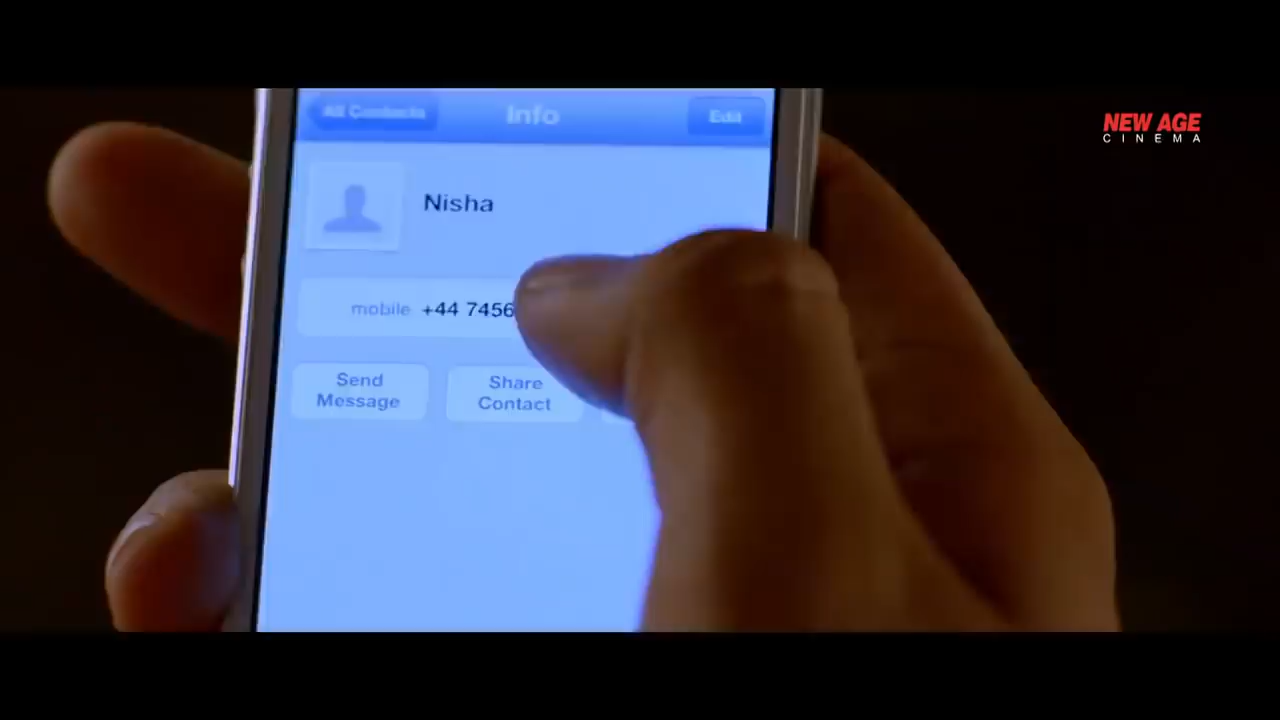 All Contacts
Info
Edit
NEW AGE
CINEMA
Nisha
mobile +44 7456
Send
Message
Share
Contact